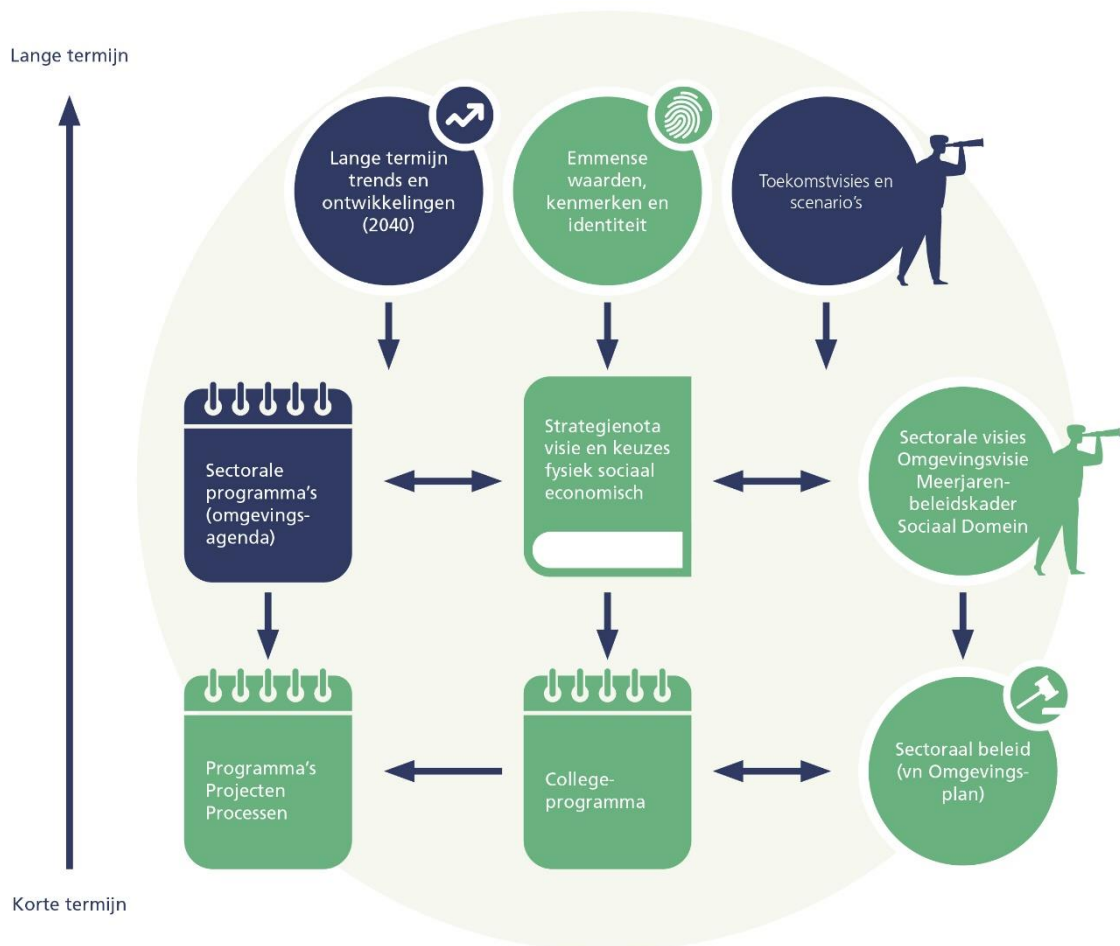 Lange termijn
Lange termijn
trends en
ontwikkelingen
(2040)
Emmense
waarden,
kenmerken en
identiteit
Toekomstvisies en
scenario's
Sectorale
programma's
(omgevings-
agenda)
Strategienota
visie en keuzes
fysiek sociaal
economisch
Sectorale visies
Omgevingsvisie
Meerjaren-
beleidskader
Sociaal Domein
Programma's
Projecten
Processen
College-
programma
Sectoraal beleid
(vn Omgevings-
plan)
Korte termijn